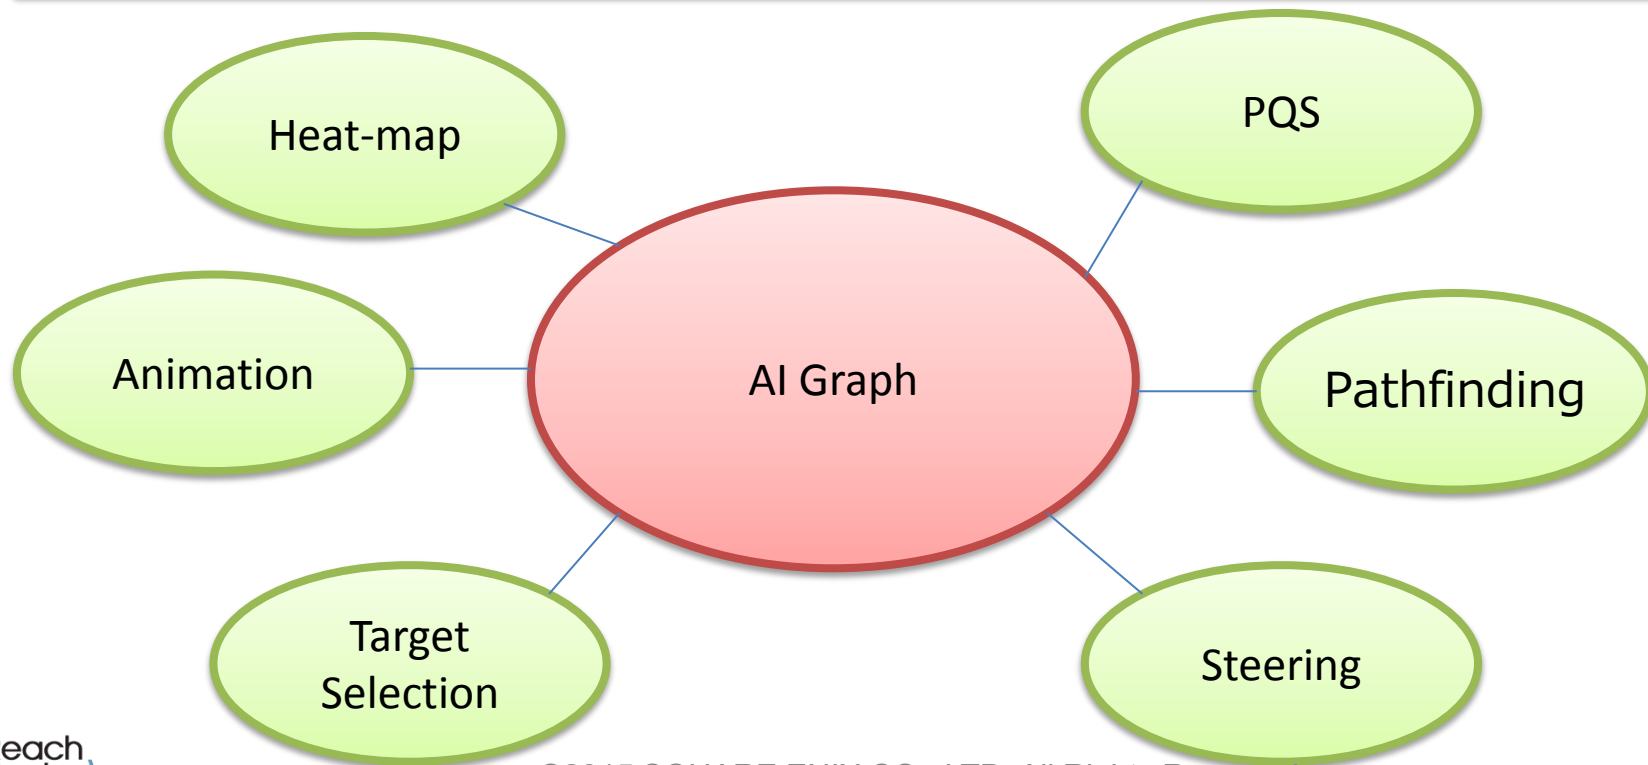 Heat-map
PQS
Animation
AI Graph
Pathfinding
Target
Selection
Steering
each